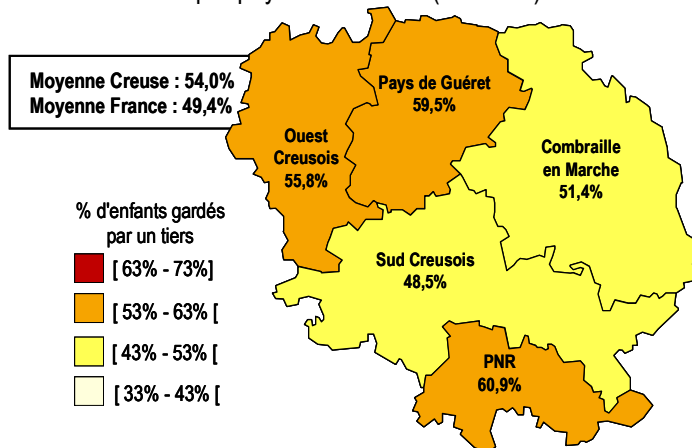 Moyenne Creuse : 54,0%
Moyenne France : 49,4%
Pays de Guéret
59,5%
Ouest
Creusois
55,8%
Combraille
en Marche
51,4%
% d'enfants gardés
par un tiers
[ 63% - 73%]
[ 53% - 63% [
[ 43% - 53% [
[ 33% - 43% [
Sud Creusois
48,5%
PNR
60,9%